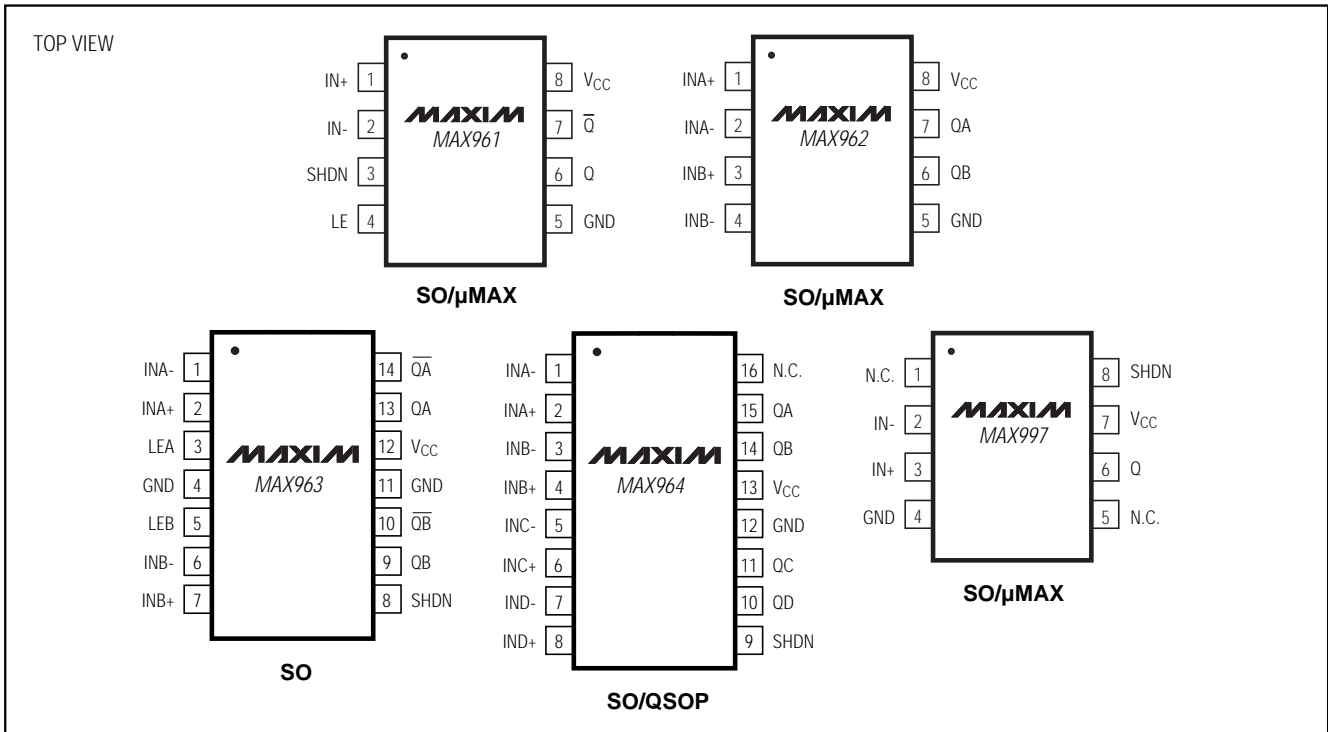 TOP VIEW
IN+ 1 8 VCC
IN- 2 7 Q̅
SHDN 3 6 Q
LE 4 5 GND
MAXIM
MAX961
SO/µMAX
INA+ 1 8 VCC
INA- 2 7 QA
INB+ 3 6 QB
INB- 4 5 GND
MAXIM
MAX962
SO/µMAX
INA- 1 14 Q̅A̅
INA+ 2 13 QA
LEA 3 12 VCC
GND 4 11 GND
LEB 5 10 Q̅B̅
INB- 6 9 QB
INB+ 7 8 SHDN
MAXIM
MAX963
SO
INA- 1 16 N.C.
INA+ 2 15 QA
INB- 3 14 QB
INB+ 4 13 VCC
INC- 5 12 GND
INC+ 6 11 QC
IND- 7 10 QD
IND+ 8 9 SHDN
MAXIM
MAX964
SO/QSOP
N.C. 1 8 SHDN
IN- 2 7 VCC
IN+ 3 6 Q
GND 4 5 N.C.
MAXIM
MAX997
SO/µMAX